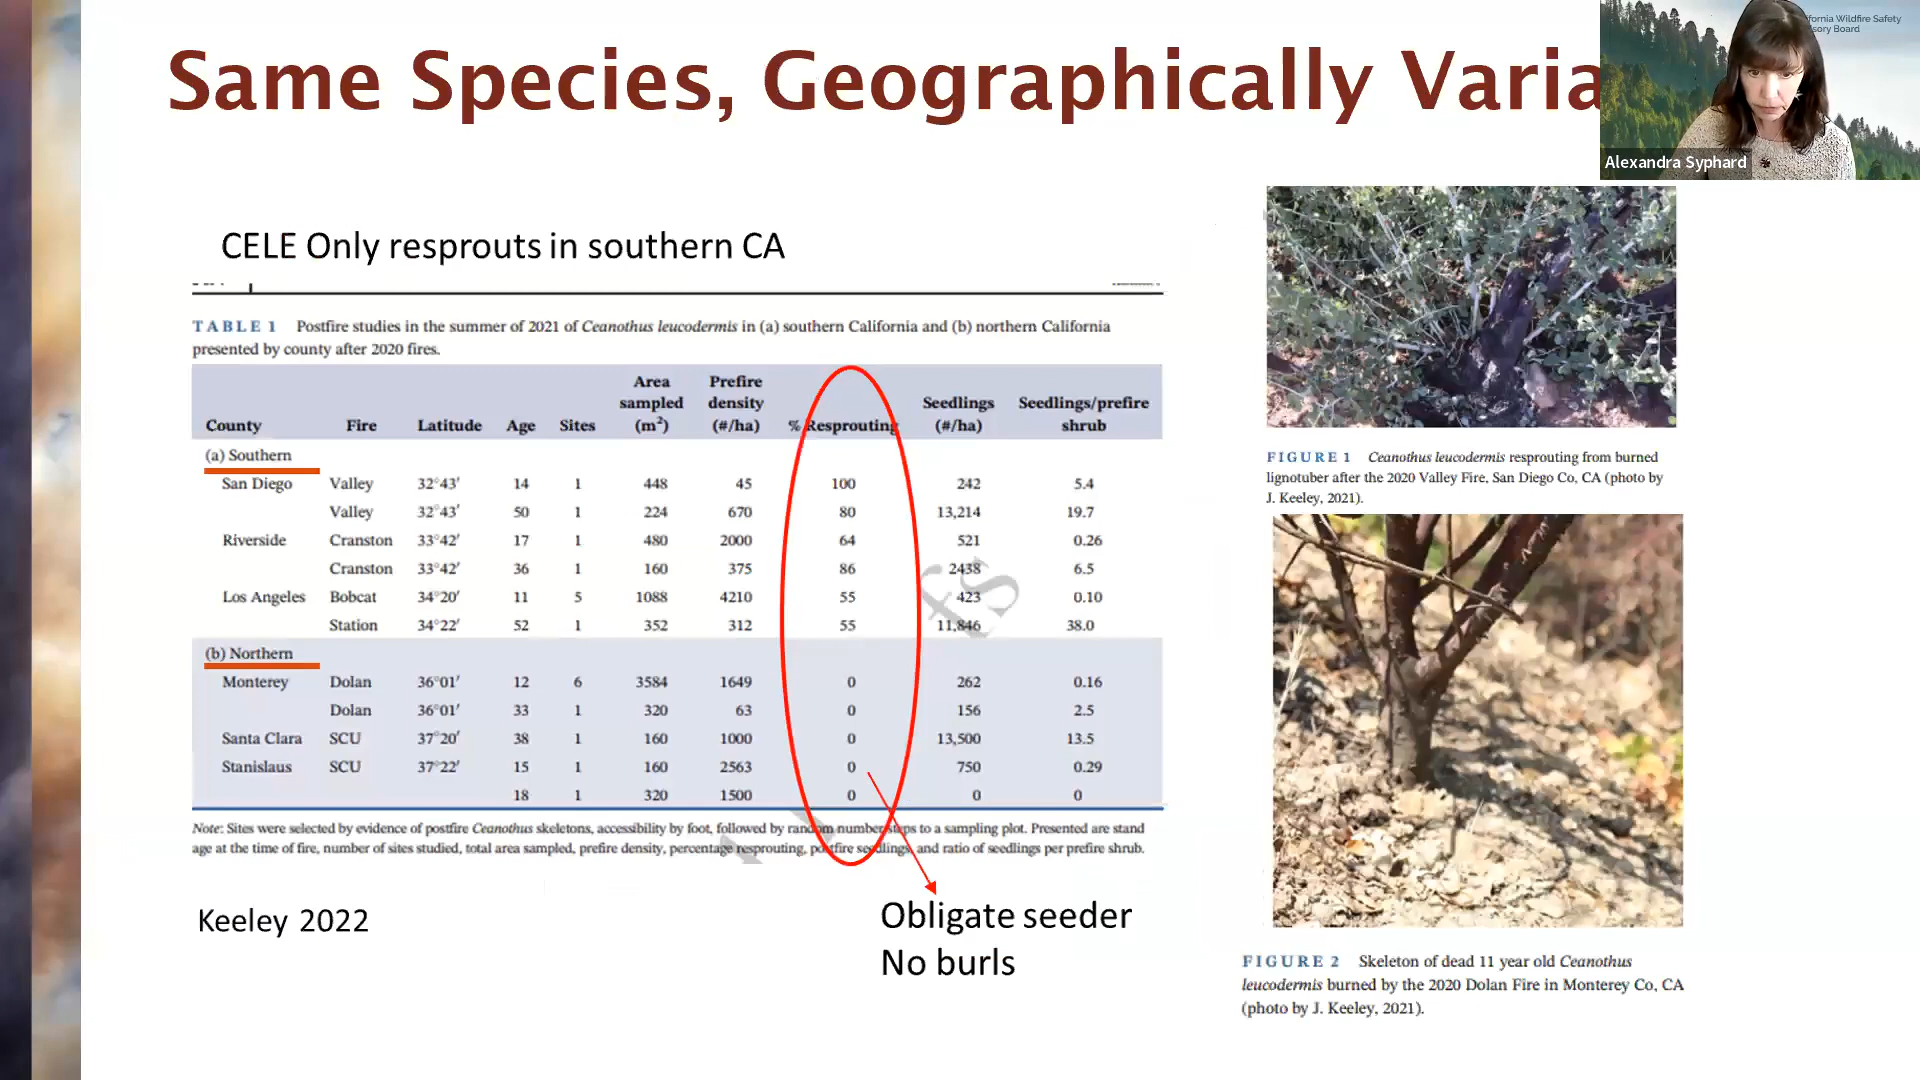 Same Species, Geographically Varia
fornia Wildfire Safety
sory Board
Alexandra Syphard
CELE Only resprouts in southern CA
TABLE 1 Postfire studies in the summer of 2021 of Ceanothus leucodermis in (a) southern California and (b) northern California
presented by county after 2020 fires.
County Fire Latitude Age Sites Area sampled (m²) Prefire density (#/ha) % Resprouting Seedlings (#/ha) Seedlings/prefire shrub
(a) Southern
San Diego Valley 32°43′ 14 1 448 45 100 242 5.4
Valley 32°43′ 50 1 224 670 80 13,214 19.7
Riverside Cranston 33°42′ 17 1 480 2000 64 521 0.26
Cranston 33°42′ 36 1 160 375 86 2438 6.5
Los Angeles Bobcat 34°20′ 11 5 1088 4210 55 423 0.10
Station 34°22′ 52 1 352 312 55 11,846 38.0
(b) Northern
Monterey Dolan 36°01′ 12 6 3584 1649 0 262 0.16
Dolan 36°01′ 33 1 320 63 0 156 2.5
Santa Clara SCU 37°20′ 38 1 160 1000 0 13,500 13.5
Stanislaus SCU 37°22′ 15 1 160 2563 0 750 0.29
18 1 320 1500 0 0 0
Note: Sites were selected by evidence of postfire Ceanothus skeletons, accessibility by foot, followed by random number steps to a sampling plot. Presented are stand
age at the time of fire, number of sites studied, total area sampled, prefire density, percentage resprouting, postfire seedlings, and ratio of seedlings per prefire shrub.
Keeley 2022
Obligate seeder
No burls
FIGURE 1 Ceanothus leucodermis resprouting from burned
lignotuber after the 2020 Valley Fire, San Diego Co, CA (photo by
J. Keeley, 2021).
FIGURE 2 Skeleton of dead 11 year old Ceanothus
leucodermis burned by the 2020 Dolan Fire in Monterey Co, CA
(photo by J. Keeley, 2021).